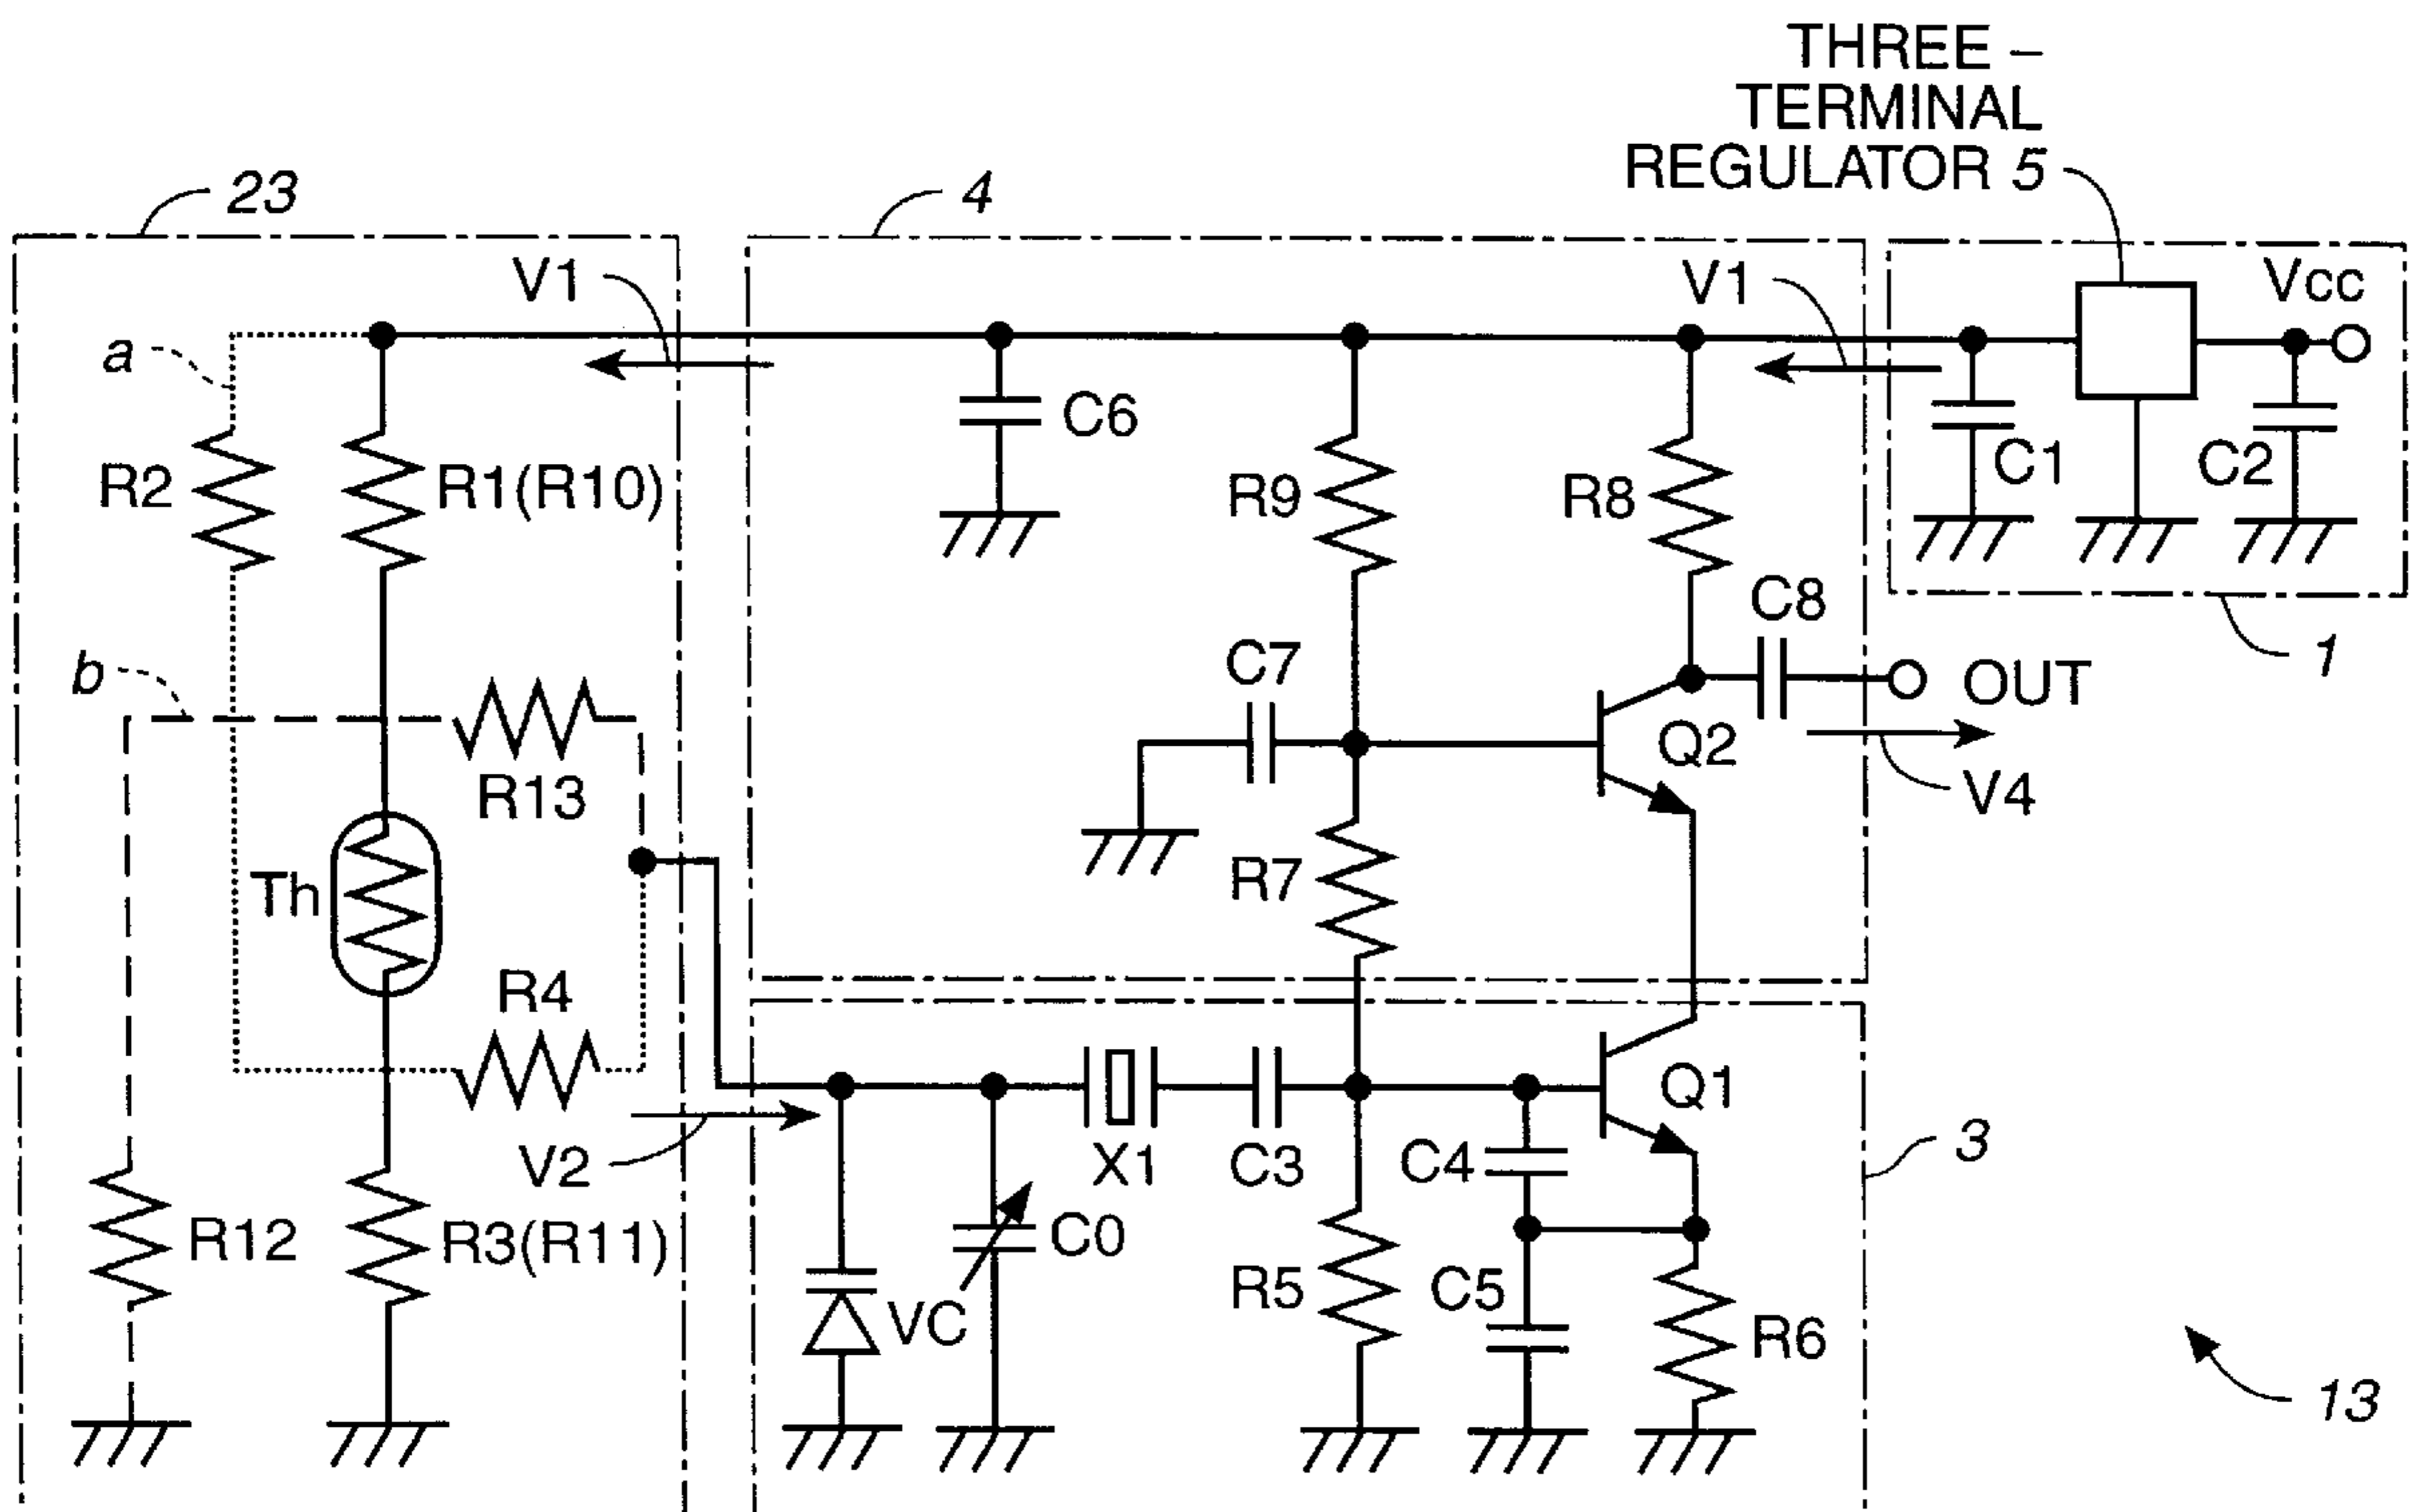 THREE –
TERMINAL
REGULATOR 5
23
4
V1
V1
Vcc
a
C6
C1
C2
R2
R1(R10)
R9
R8
C8
1
b
C7
OUT
Q2
R13
V4
Th
R7
R4
Q1
V2
X1
C3
C4
3
R12
R3(R11)
C0
R5
C5
VC
R6
13